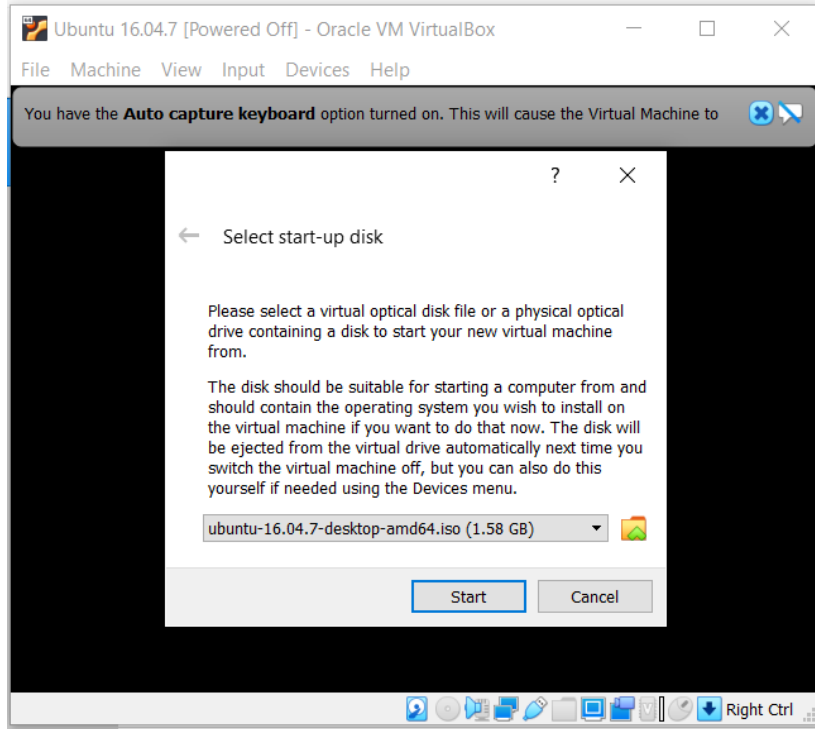 Ubuntu 16.04.7 [Powered Off] - Oracle VM VirtualBox
File Machine View Input Devices Help
You have the Auto capture keyboard option turned on. This will cause the Virtual Machine to
?
Select start-up disk
Please select a virtual optical disk file or a physical optical
drive containing a disk to start your new virtual machine
from.
The disk should be suitable for starting a computer from and
should contain the operating system you wish to install on
the virtual machine if you want to do that now. The disk will
be ejected from the virtual drive automatically next time you
switch the virtual machine off, but you can also do this
yourself if needed using the Devices menu.
ubuntu-16.04.7-desktop-amd64.iso (1.58 GB)
Start Cancel
Right Ctrl